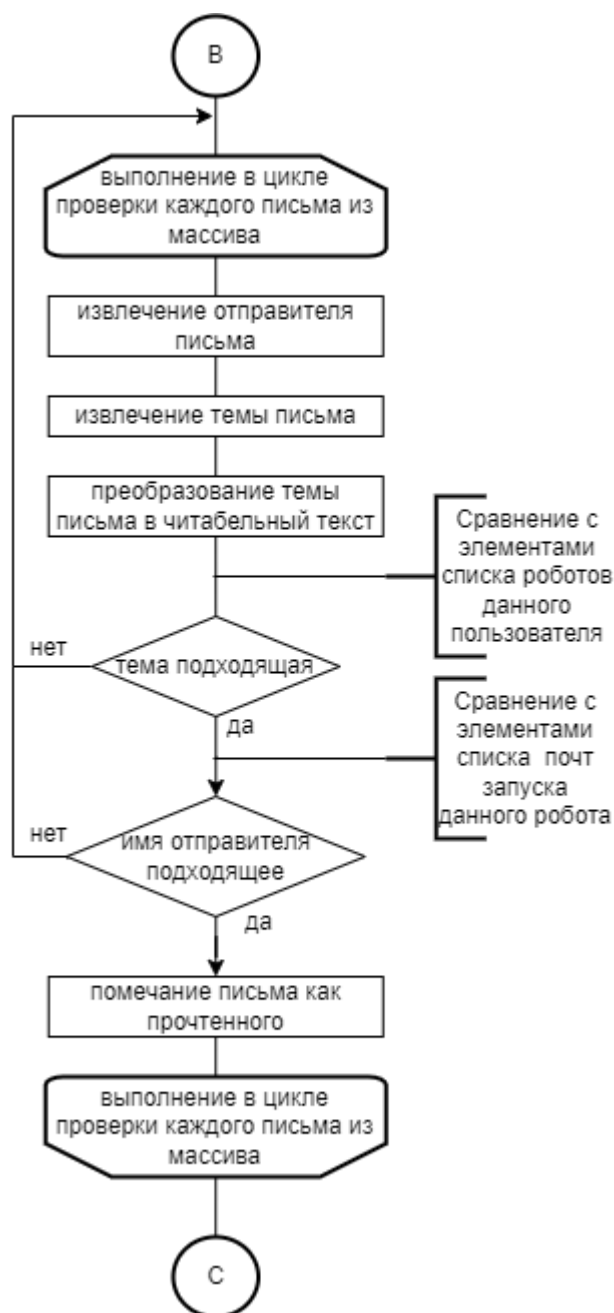 B
выполнение в цикле
проверки каждого письма из
массива
извлечение отправителя
письма
извлечение темы письма
преобразование темы
письма в читабельный текст
Сравнение с
элементами
списка роботов
данного
пользователя
нет
тема подходящая
да
Сравнение с
элементами
списка почт
запуска
данного робота
нет
имя отправителя
подходящее
да
помечание письма как
прочтенного
выполнение в цикле
проверки каждого письма из
массива
C